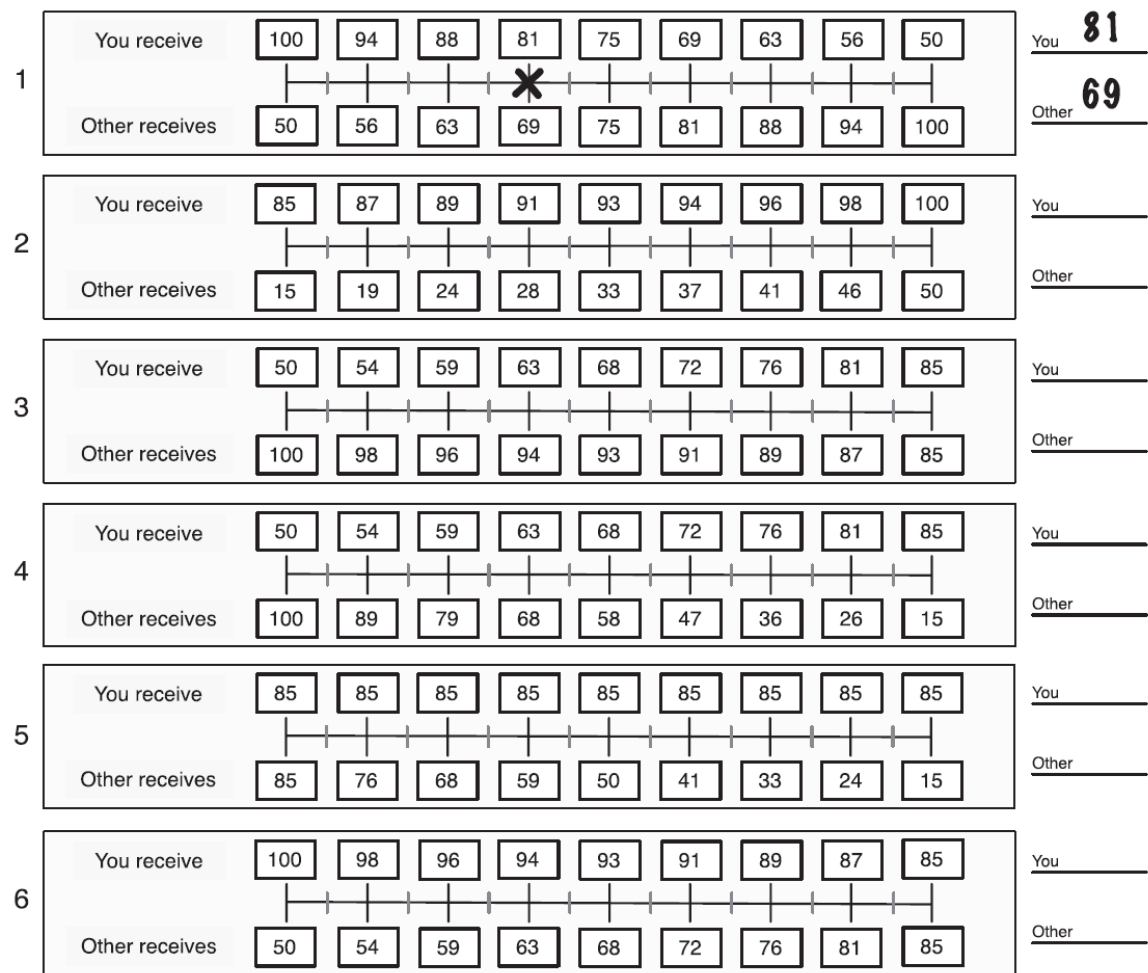 You receive 100 94 88 81 75 69 63 56 50 You 81
1
Other receives 50 56 63 69 75 81 88 94 100 Other 69
You receive 85 87 89 91 93 94 96 98 100 You
2
Other receives 15 19 24 28 33 37 41 46 50 Other
You receive 50 54 59 63 68 72 76 81 85 You
3
Other receives 100 98 96 94 93 91 89 87 85 Other
You receive 50 54 59 63 68 72 76 81 85 You
4
Other receives 100 89 79 68 58 47 36 26 15 Other
You receive 85 85 85 85 85 85 85 85 85 You
5
Other receives 85 76 68 59 50 41 33 24 15 Other
You receive 100 98 96 94 93 91 89 87 85 You
6
Other receives 50 54 59 63 68 72 76 81 85 Other